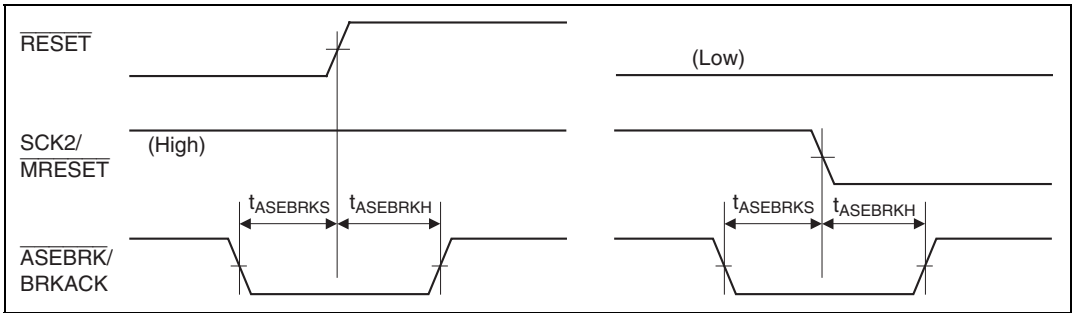 RESET
(Low)
SCK2/
MRESET
(High)
tASEBRKS
tASEBRKH
tASEBRKS
tASEBRKH
ASEBRK/
BRKACK